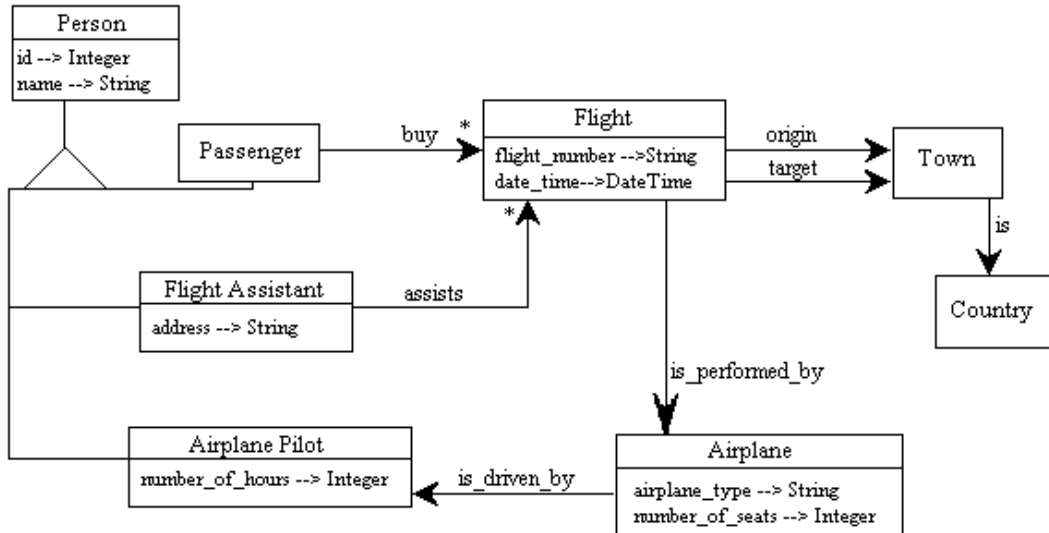 Person
id --> Integer
name --> String
Passenger
buy
*
Flight
flight_number -->String
date_time-->DateTime
*
origin
target
Town
is
Country
Flight Assistant
address --> String
assists
is_performed_by
Airplane Pilot
number_of_hours --> Integer
is_driven_by
Airplane
airplane_type --> String
number_of_seats --> Integer